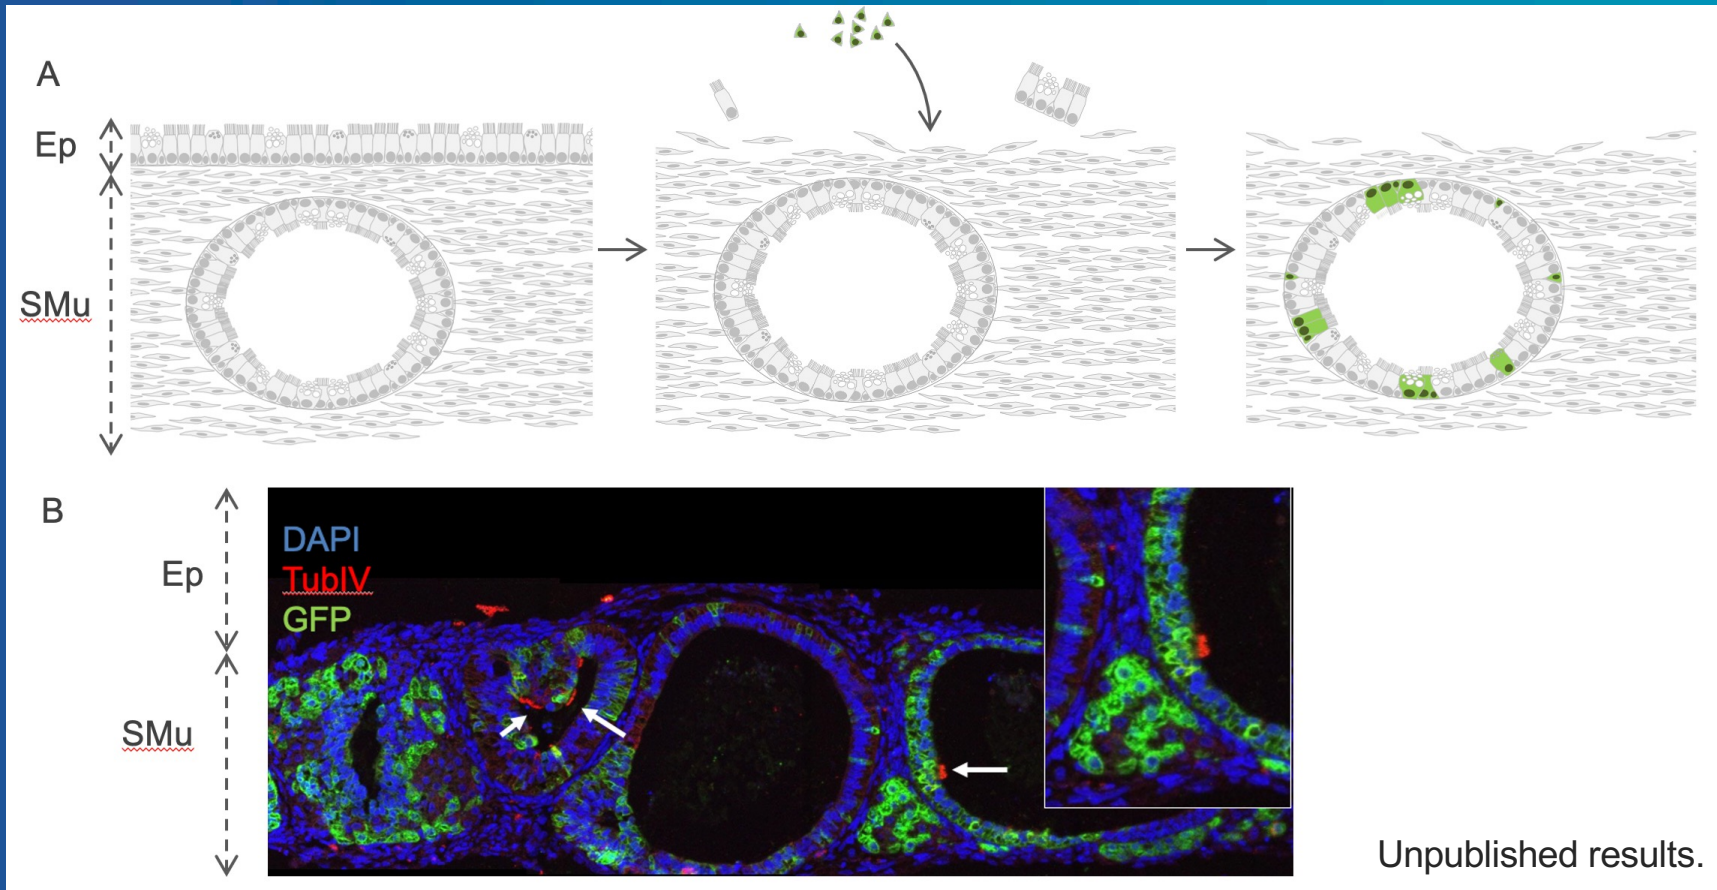 A
Ep
SMu
B
Ep
SMu
DAPI
TubIV
GFP
Unpublished results.